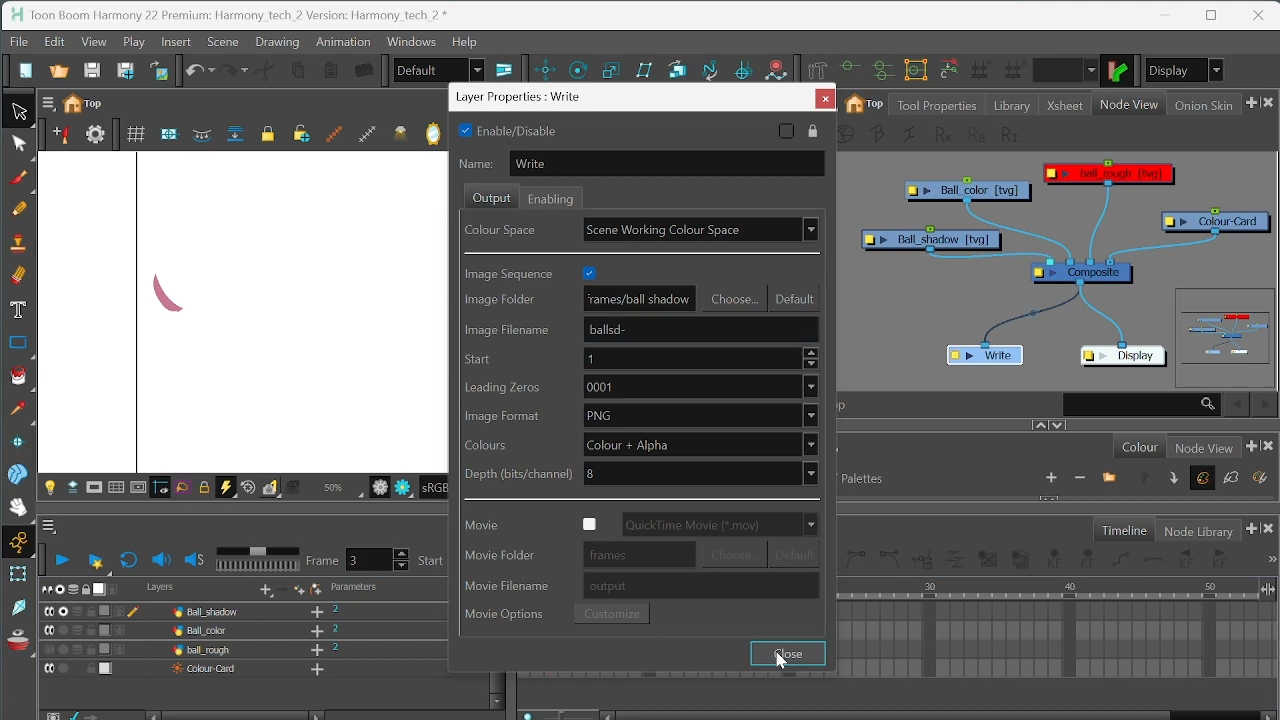 Toon Boom Harmony 22 Premium: Harmony_tech_2 Version: Harmony_tech_2 *
File Edit View Play Insert Scene Drawing Animation Windows Help
Default Display
Top
Layer Properties : Write
Top Tool Properties Library Xsheet Node View Onion Skin
Enable/Disable
Name: Write
Output Enabling
Colour Space Scene Working Colour Space
Image Sequence
Image Folder rames/ball shadow Choose... Default
Image Filename ballsd-
Start 1
Leading Zeros 0001
Image Format PNG
Colours Colour + Alpha
Depth (bits/channel) 8
Movie QuickTime Movie (*.mov)
Movie Folder frames Choose... Default
Movie Filename output
Movie Options Customize
Close
ball_rough [tvg]
Ball_color [tvg]
Colour-Card
Ball_shadow [tvg]
Composite
Write Display
op
Colour Node View
Palettes
50% sRGB
Timeline Node Library
Frame 3 Start
Layers Parameters
30 40 50
Ball_shadow 2
Ball_color 2
ball_rough 2
Colour-Card